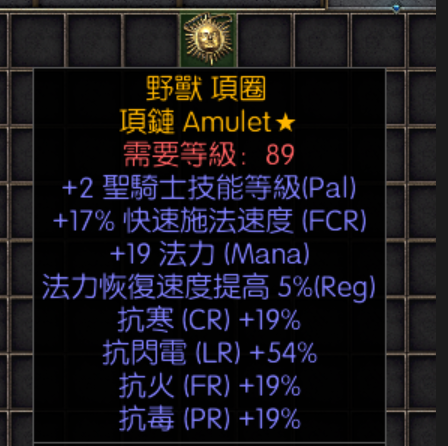 野獸 項圈
項鏈 Amulet★
需要等級: 89
+2 聖騎士技能等級(Pal)
+17% 快速施法速度 (FCR)
+19 法力 (Mana)
法力恢復速度提高 5%(Reg)
抗寒 (CR) +19%
抗閃電 (LR) +54%
抗火 (FR) +19%
抗毒 (PR) +19%